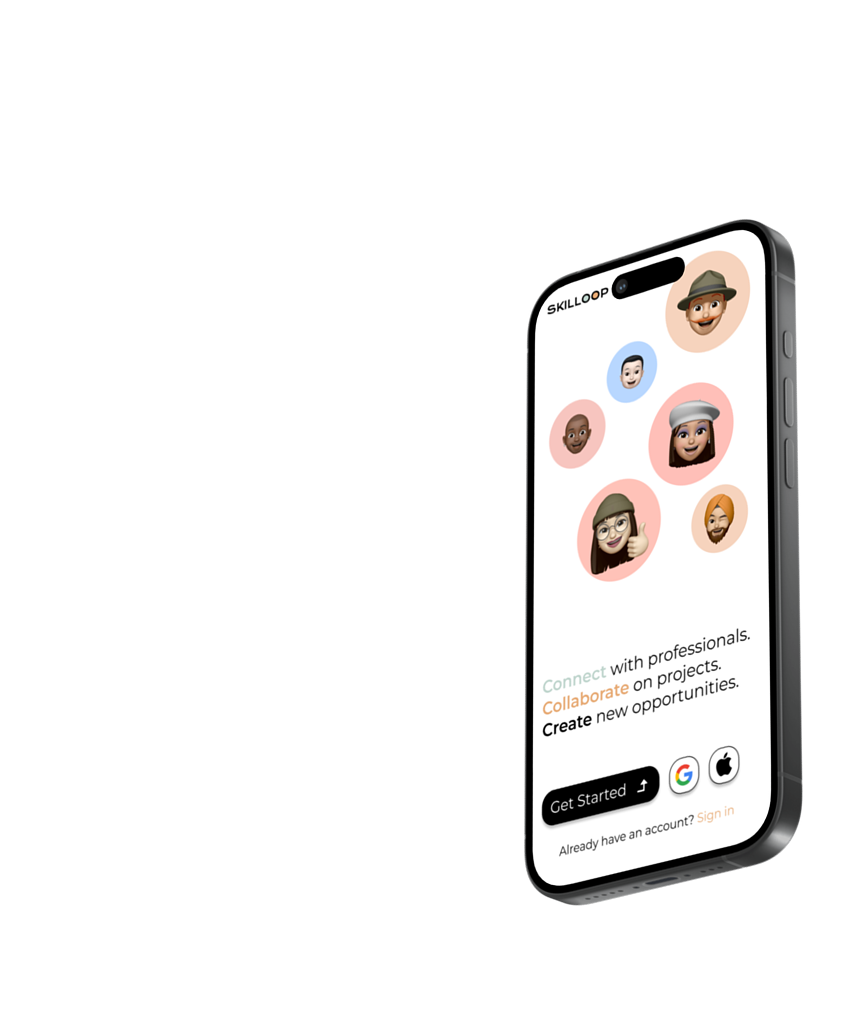 SKILLOOP
Connect with professionals.
Collaborate on projects.
Create new opportunities.
Get Started
Already have an account? Sign in